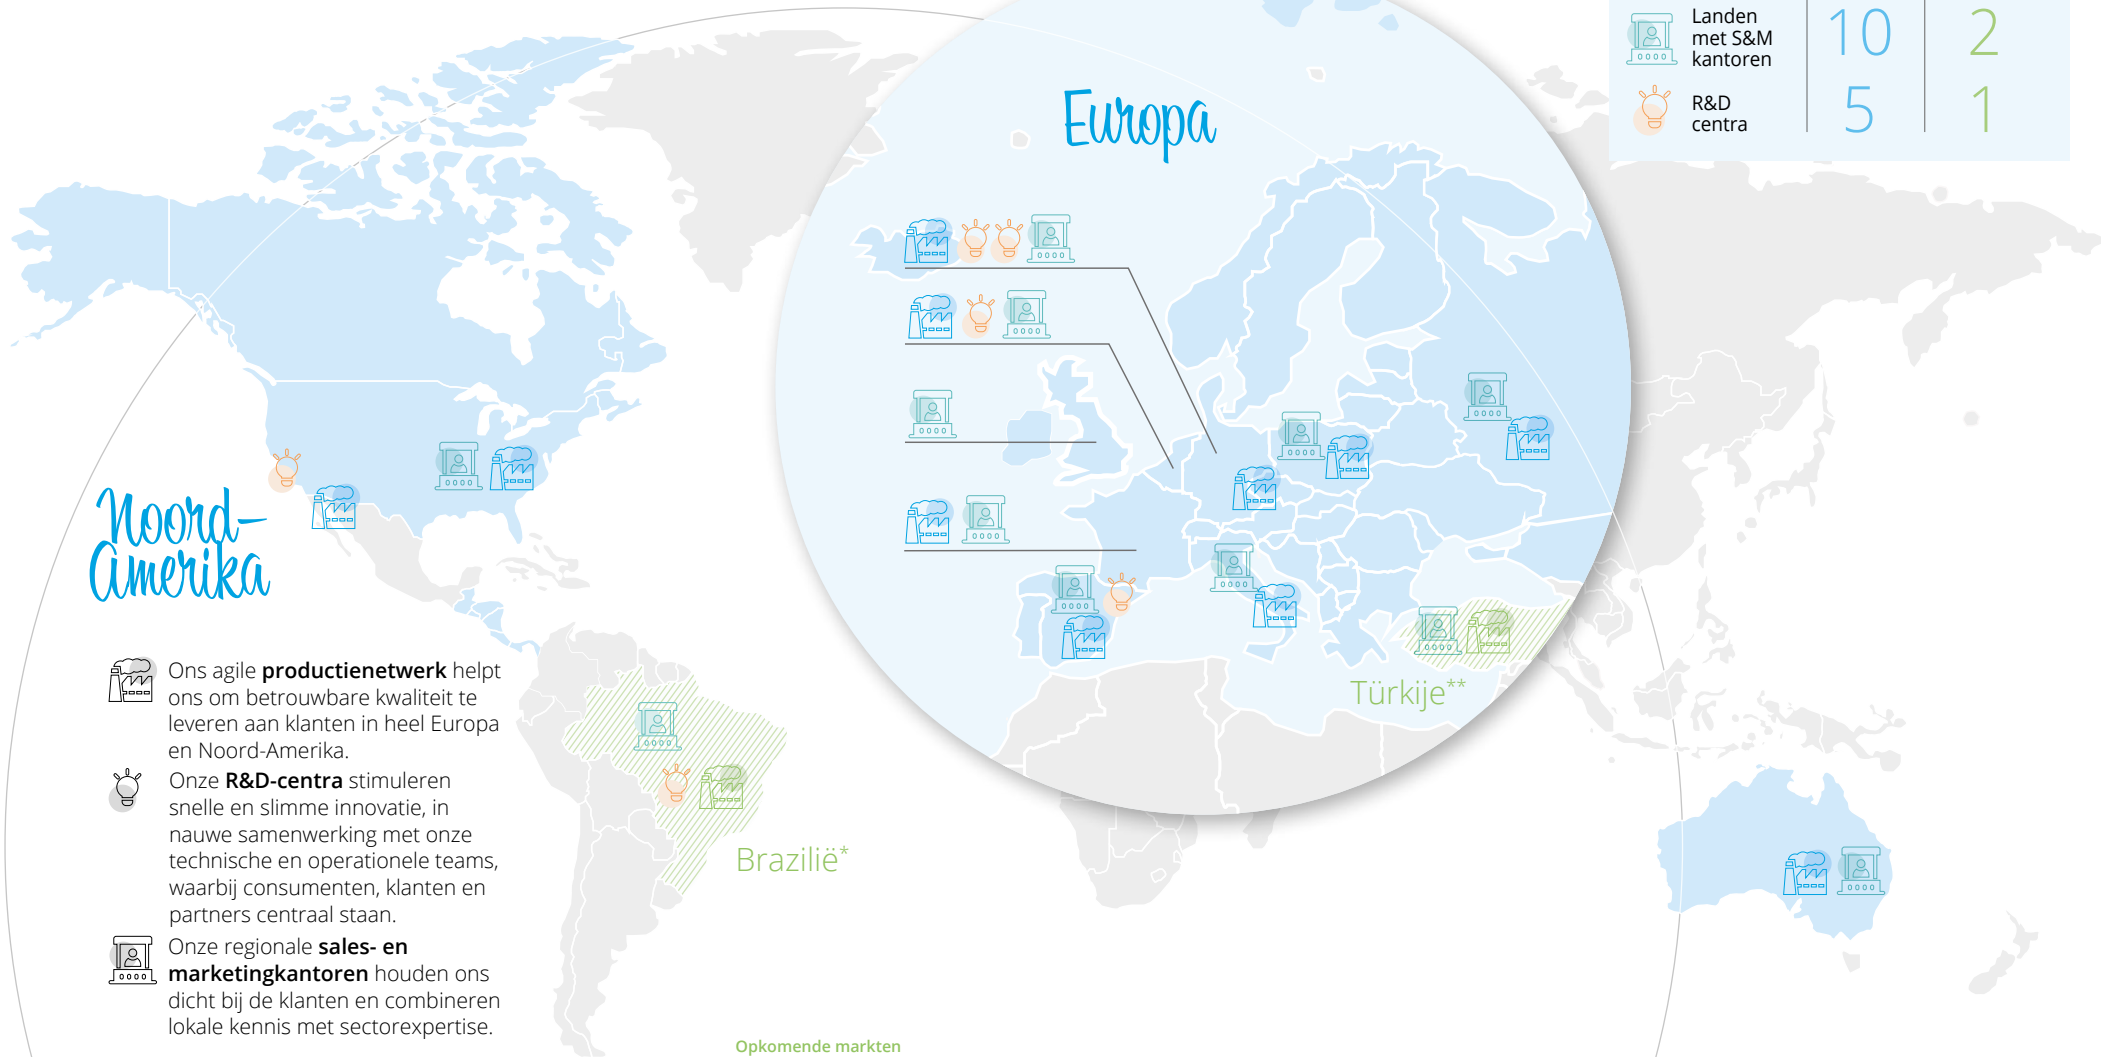 Landen
met S&M
kantoren
10
2
R&D
centra
5
1
Europa
Noord-
Amerika
Ons agile productienetwerk helpt
ons om betrouwbare kwaliteit te
leveren aan klanten in heel Europa
en Noord-Amerika.
Onze R&D-centra stimuleren
snelle en slimme innovatie, in
nauwe samenwerking met onze
technische en operationele teams,
waarbij consumenten, klanten en
partners centraal staan.
Onze regionale sales- en
marketingkantoren houden ons
dicht bij de klanten en combineren
lokale kennis met sectorexpertise.
Türkije**
Brazilië*
Opkomende markten